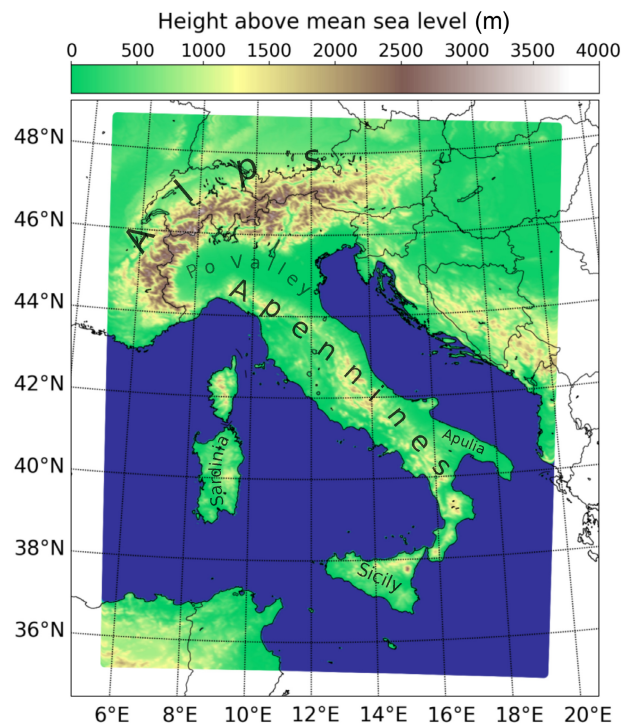 Height above mean sea level (m)
0 500 1000 1500 2000 2500 3000 3500 4000
48°N
Alps
46°N
Po Valley
44°N
Apennines
42°N
Apulia
40°N
Sardinia
38°N
Sicily
36°N
6°E 8°E 10°E 12°E 14°E 16°E 18°E 20°E